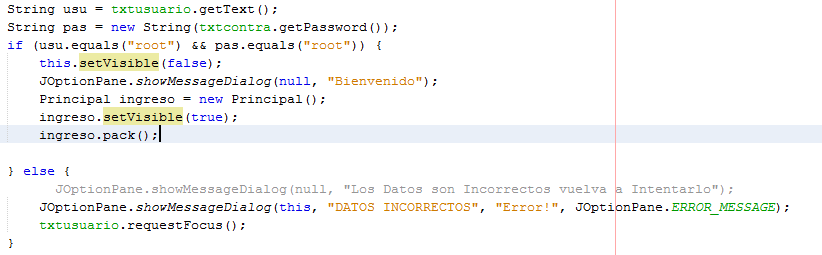 String usu = txtusuario.getText();
String pas = new String(txtcontra.getPassword());
if (usu.equals("root") && pas.equals("root")) {
this.setVisible(false);
JOptionPane.showMessageDialog(null, "Bienvenido");
Principal ingreso = new Principal();
ingreso.setVisible(true);
ingreso.pack();
} else {
JOptionPane.showMessageDialog(null, "Los Datos son Incorrectos vuelva a Intentarlo");
JOptionPane.showMessageDialog(this, "DATOS INCORRECTOS", "Error!", JOptionPane.ERROR_MESSAGE);
txtusuario.requestFocus();
}